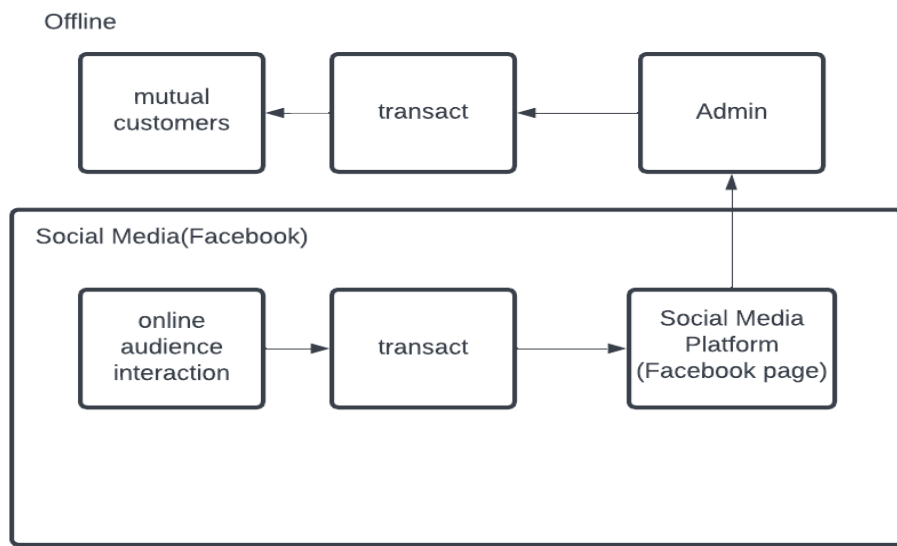 Offline
mutual
customers
transact
Admin
Social Media(Facebook)
online
audience
interaction
transact
Social Media
Platform
(Facebook page)